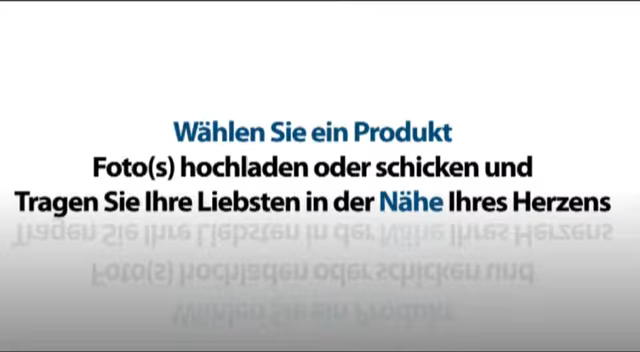 Wählen Sie ein Produkt
Foto(s) hochladen oder schicken und
Tragen Sie Ihre Liebsten in der Nähe Ihres Herzens